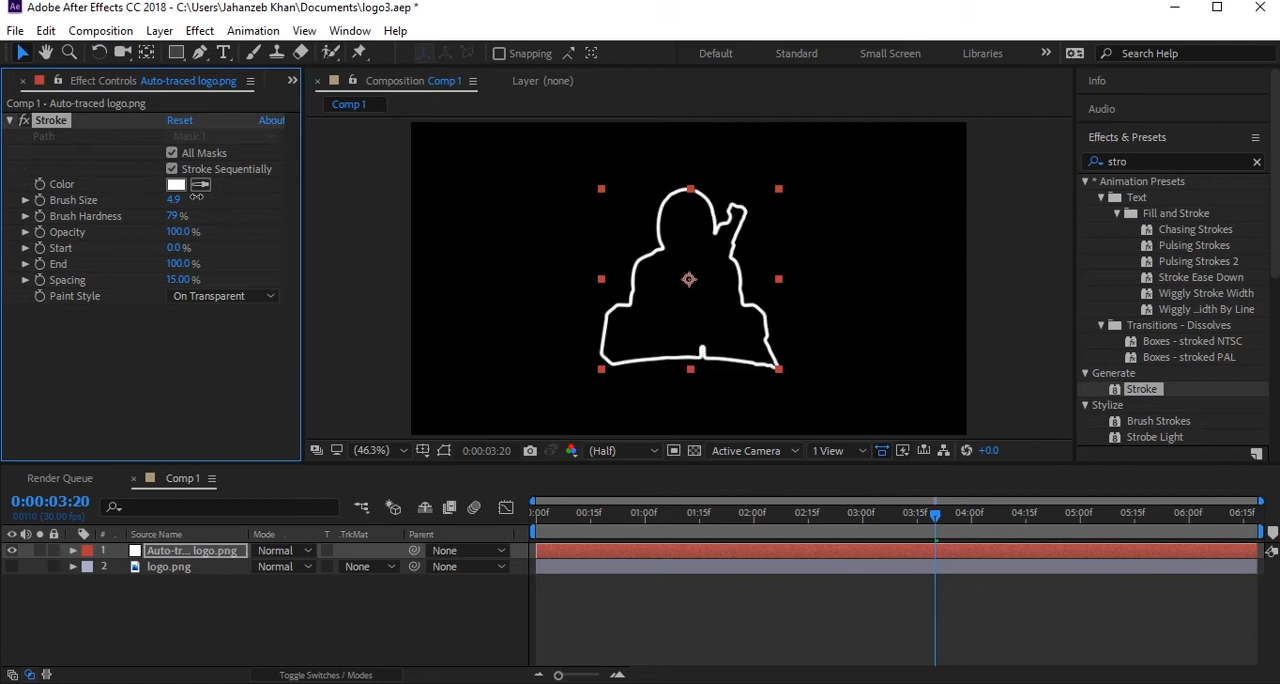 Adobe After Effects CC 2018 - C:\Users\Jahanzeb Khan\Documents\logo3.aep *
File Edit Composition Layer Effect Animation View Window Help
Snapping Default Standard Small Screen Libraries Search Help
Effect Controls Auto-traced logo.png
Composition Comp 1 Layer (none)
Info
Comp 1 • Auto-traced logo.png
Comp 1
Audio
fx Stroke Reset About
Path Mask 1
All Masks
Stroke Sequentially
Color
Brush Size 4.9
Brush Hardness 79 %
Opacity 100.0 %
Start 0.0 %
End 100.0 %
Spacing 15.00 %
Paint Style On Transparent
Effects & Presets
stro
* Animation Presets
Text
Fill and Stroke
Chasing Strokes
Pulsing Strokes
Pulsing Strokes 2
Stroke Ease Down
Wiggly Stroke Width
Wiggly ...idth By Line
Transitions - Dissolves
Boxes - stroked NTSC
Boxes - stroked PAL
Generate
Stroke
Stylize
Brush Strokes
Strobe Light
(46.3%) 0:00:03:20 (Half) Active Camera 1 View +0.0
Render Queue Comp 1
0:00:03:20
00110 (30.00 fps)
:00f 00:15f 01:00f 01:15f 02:00f 02:15f 03:00f 03:15f 04:00f 04:15f 05:00f 05:15f 06:00f 06:15f
# Source Name Mode T TrkMat Parent
1 Auto-tr... logo.png Normal None
2 logo.png Normal None None
Toggle Switches / Modes